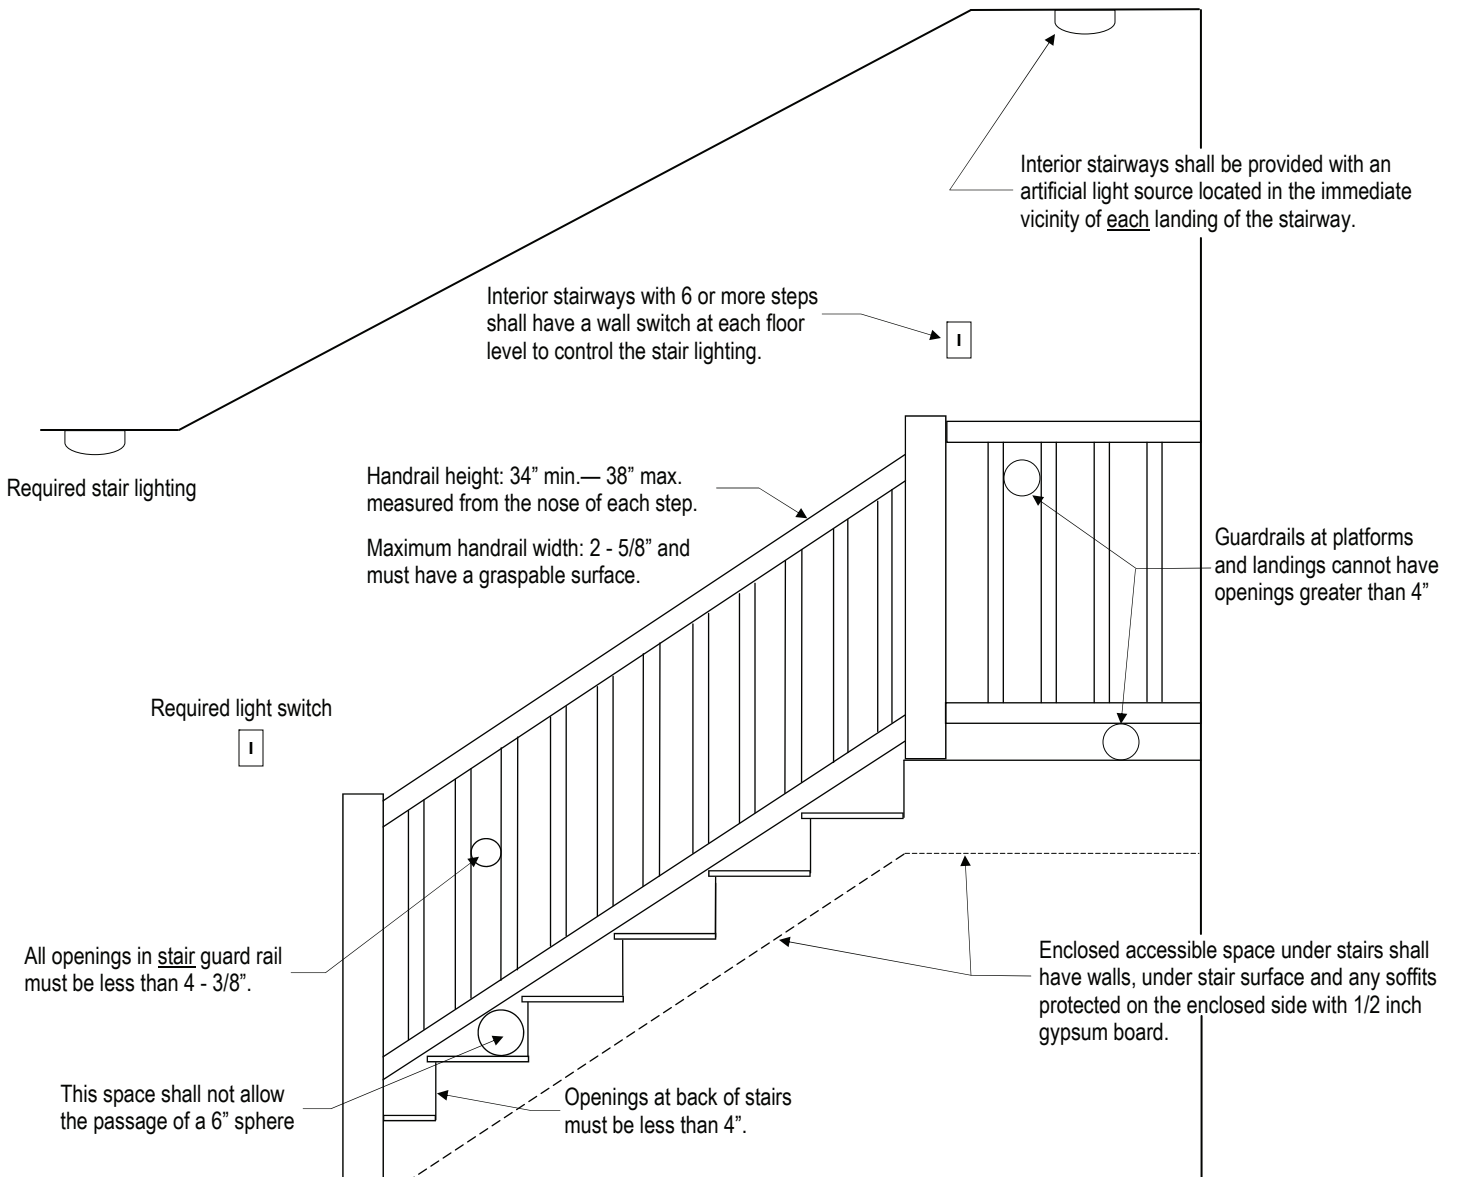 Interior stairways shall be provided with an
artificial light source located in the immediate
vicinity of each landing of the stairway.
Interior stairways with 6 or more steps
shall have a wall switch at each floor
level to control the stair lighting.
I
Required stair lighting
Handrail height: 34” min.— 38” max.
measured from the nose of each step.
Maximum handrail width: 2 - 5/8” and
must have a graspable surface.
Guardrails at platforms
and landings cannot have
openings greater than 4”
Required light switch
I
All openings in stair guard rail
must be less than 4 - 3/8”.
Enclosed accessible space under stairs shall
have walls, under stair surface and any soffits
protected on the enclosed side with 1/2 inch
gypsum board.
This space shall not allow
the passage of a 6” sphere
Openings at back of stairs
must be less than 4”.